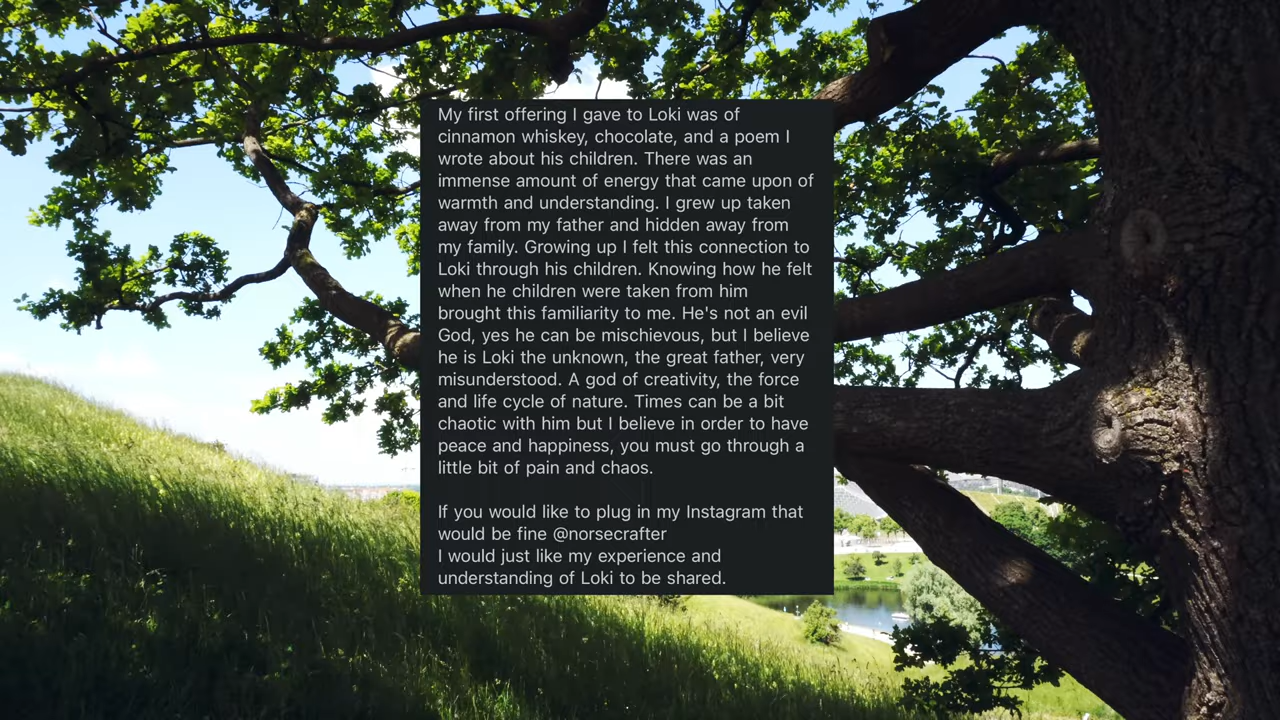 My first offering I gave to Loki was of
cinnamon whiskey, chocolate, and a poem I
wrote about his children. There was an
immense amount of energy that came upon of
warmth and understanding. I grew up taken
away from my father and hidden away from
my family. Growing up I felt this connection to
Loki through his children. Knowing how he felt
when he children were taken from him
brought this familiarity to me. He's not an evil
God, yes he can be mischievous, but I believe
he is Loki the unknown, the great father, very
misunderstood. A god of creativity, the force
and life cycle of nature. Times can be a bit
chaotic with him but I believe in order to have
peace and happiness, you must go through a
little bit of pain and chaos.
If you would like to plug in my Instagram that
would be fine @norsecrafter
I would just like my experience and
understanding of Loki to be shared.